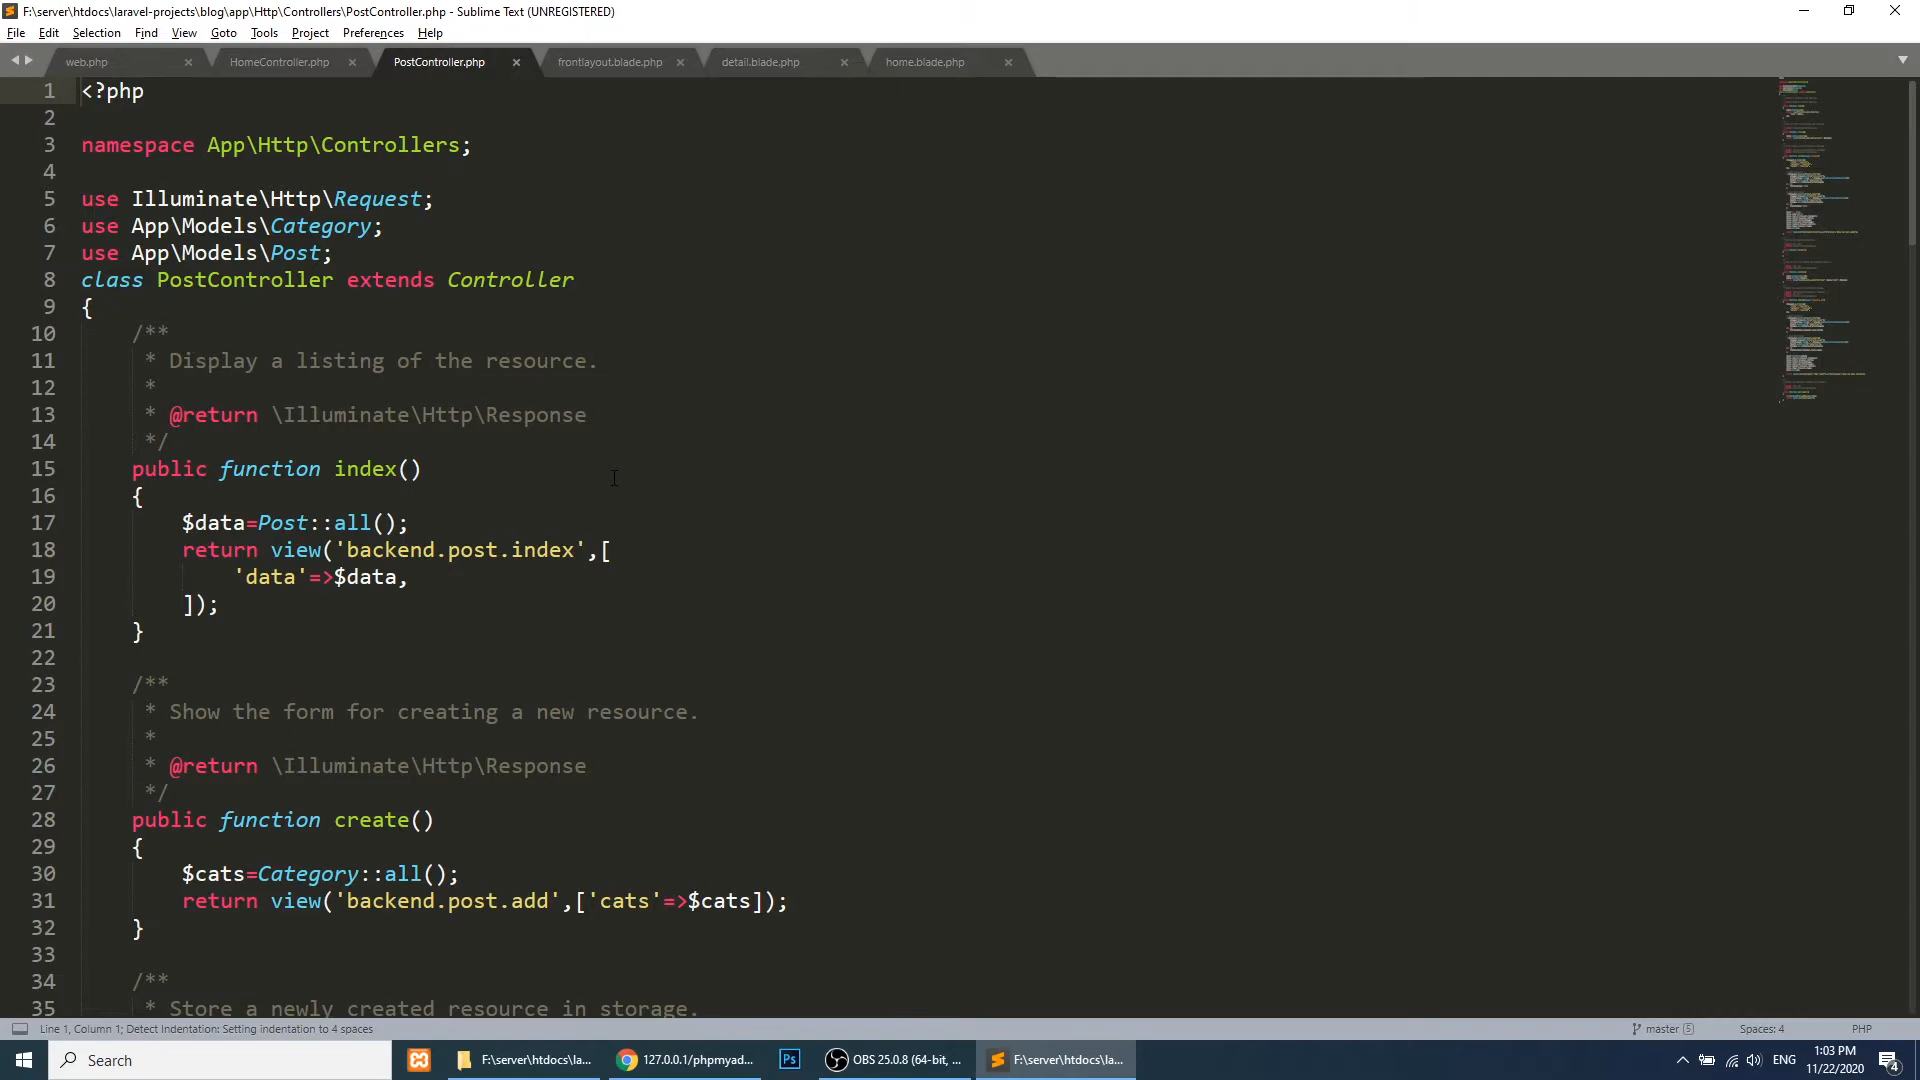 F:\server\htdocs\laravel-projects\blog\app\Http\Controllers\PostController.php - Sublime Text (UNREGISTERED)
File Edit Selection Find View Goto Tools Project Preferences Help
web.php × HomeController.php × PostController.php × frontlayout.blade.php × detail.blade.php × home.blade.php ×
1 <?php
2
3 namespace App\Http\Controllers;
4
5 use Illuminate\Http\Request;
6 use App\Models\Category;
7 use App\Models\Post;
8 class PostController extends Controller
9 {
10 /**
11 * Display a listing of the resource.
12 *
13 * @return \Illuminate\Http\Response
14 */
15 public function index()
16 {
17 $data=Post::all();
18 return view('backend.post.index',[
19 'data'=>$data,
20 ]);
21 }
22
23 /**
24 * Show the form for creating a new resource.
25 *
26 * @return \Illuminate\Http\Response
27 */
28 public function create()
29 {
30 $cats=Category::all();
31 return view('backend.post.add',['cats'=>$cats]);
32 }
33
34 /**
35 * Store a newly created resource in storage.
Line 1, Column 1; Detect Indentation: Setting indentation to 4 spaces master 5 Spaces: 4 PHP
Search F:\server\htdocs\la... 127.0.0.1/phpmyad... Ps OBS 25.0.8 (64-bit, ... F:\server\htdocs\la... ENG 1:03 PM
11/22/2020 4